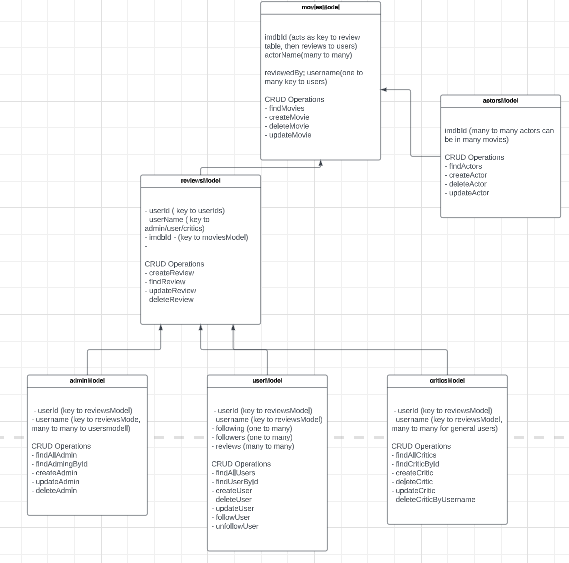 moviesModel
imdbId (acts as key to review
table, then reviews to users)
actorName(many to many)
reviewedBy; username(one to
many key to users)
CRUD Operations
- findMovies
- createMovie
- deleteMovie
- updateMovie
actorsModel
imdbId (many to many actors can
be in many movies)
CRUD Operations
- findActors
- createActor
- deleteActor
- updateActor
reviewsModel
- userId ( key to userIds)
userName ( key to
admin/user/critics)
- imdbId - (key to moviesModel)
-
CRUD Operations
- createReview
- findReview
- updateReview
deleteReview
adminModel
- userId (key to reviewsModel)
- username (key to reviewsMode,
many to many to usersmodell)
CRUD Operations
- findAllAdmin
- findAdmingById
- createAdmin
- updateAdmin
- deleteAdmin
userModel
- userId (key to reviewsModel)
username (key to reviewsModel)
- following (one to many)
- followers (one to many)
- reviews (many to many)
CRUD Operations
- findAllUsers
- findUserById
- createUser
deleteUser
- updateUser
- followUser
- unfollowUser
criticsModel
- userId (key to reviewsModel)
username (key to reviewsModel,
many to many for general users)
CRUD Operations
- findAllCritics
- findCriticById
- createCritic
- deleteCritic
- updateCritic
deleteCriticByUsername